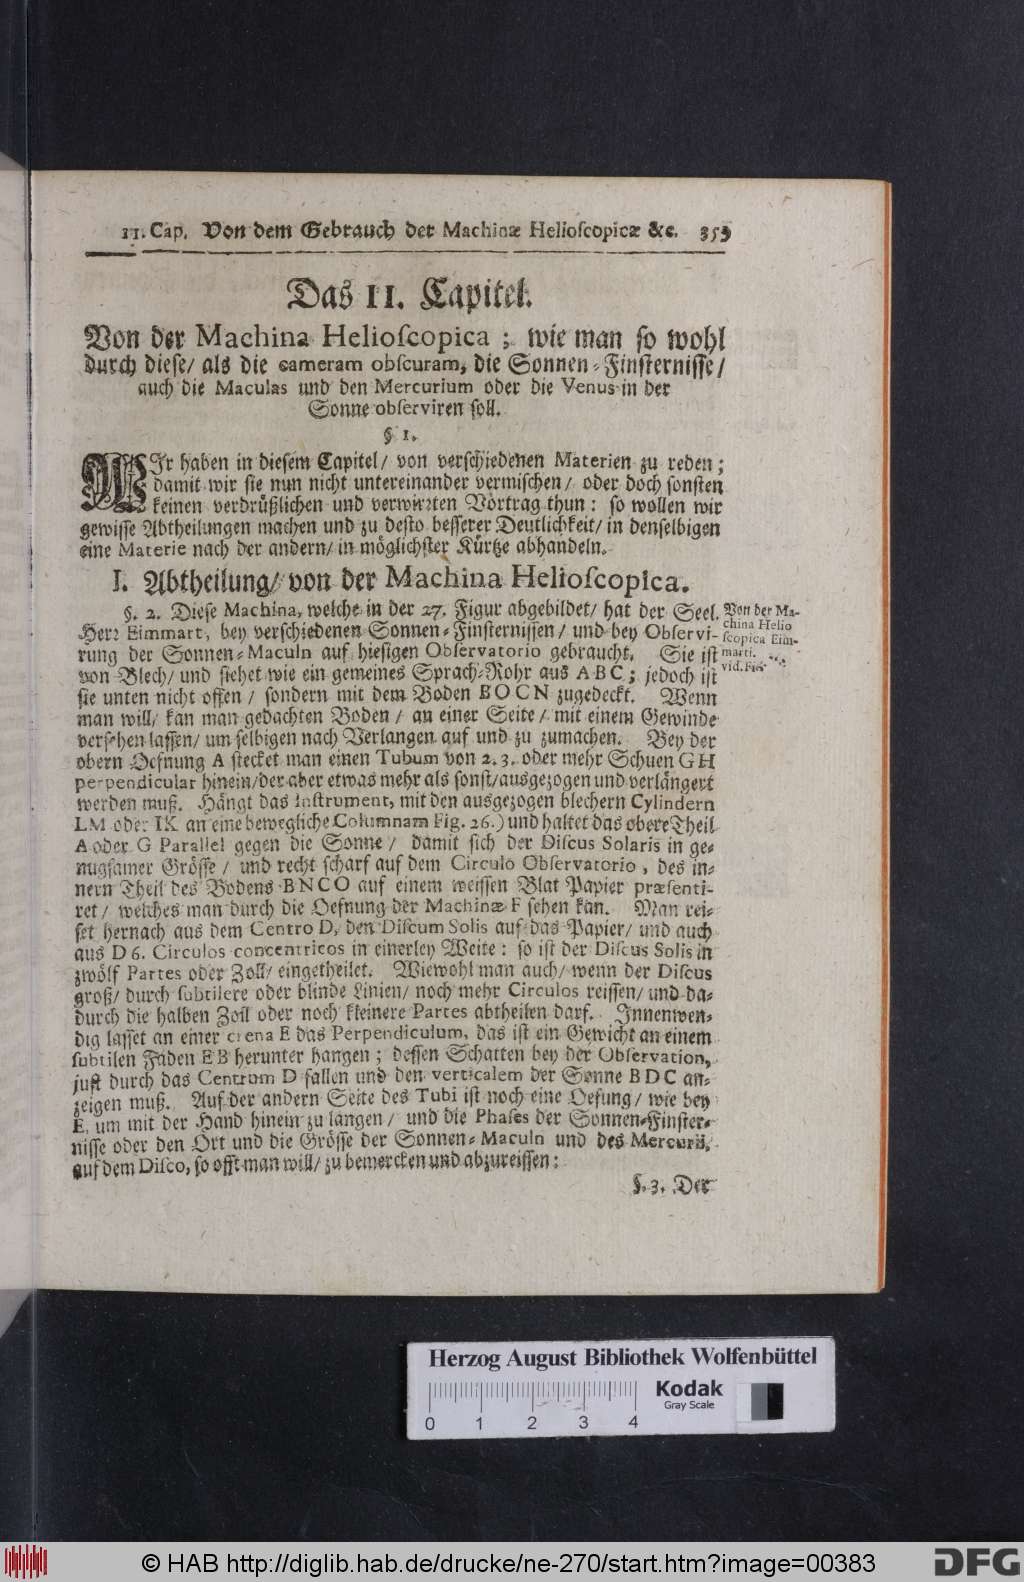 11. Cap. Von dem Gebrauch der Machinæ Helioſcopicæ &c. 353
Das II. Capitel.
Von der Machina Helioſcopica ; wie man ſo wohl
durch dieſe/ als die cameram obſcuram, die Sonnen-Finſterniſſe/
auch die Maculas und den Mercurium oder die Venus in der
Sonne obſerviren ſoll.
§ 1.
WIr haben in dieſem Capitel/ von verſchiedenen Materien zu reden;
damit wir ſie nun nicht untereinander vermiſchen/ oder doch ſonſten
keinen verdrüßlichen und verwirzten Vortrag thun: ſo wollen wir
gewiſſe Abtheilungen machen und zu deſto beſſerer Deutlichkeit/ in denſelbigen
eine Materie nach der andern/ in möglichſter Kürtze abhandeln.
I. Abtheilung/ von der Machina Helioſcopica.
§. 2. Dieſe Machina, welche in der 27. Figur abgebildet/ hat der Seel.
Herz Eimmart, bey verſchiedenen Sonnen-Finſterniſſen/ und bey Obſervi-
rung der Sonnen-Maculn auf hieſigen Obſervatorio gebraucht. Sie iſt
von Blech/ und ſiehet wie ein gemeines Sprach-Rohr aus ABC; jedoch iſt
ſie unten nicht offen/ ſondern mit dem Boden BOCN zugedeckt. Wenn
man will/ kan man gedachten Boden/ an einer Seite/ mit einem Gewinde
verſehen laſſen/ um ſelbigen nach Verlangen auf und zu zumachen. Bey der
obern Oefnung A ſtecket man einen Tubum von 2. 3. oder mehr Schuen GH
perpendicular hinein/ der aber etwas mehr als ſonſt/ ausgezogen und verlängert
werden muß. Hängt das Inſtrument, mit den ausgezogen blechern Cylindern
LM oder IK an eine bewegliche Columnam Fig. 26.) und haltet das obere Theil
A oder G Parallel gegen die Sonne/ damit ſich der Diſcus Solaris in ge-
nugſamer Gröſſe/ und recht ſcharf auf dem Circulo Obſervatorio, des in-
nern Theil des Bodens BNCO auf einem weiſſen Blat Papier præſenti-
ret/ welches man durch die Oefnung der Machinæ F ſehen kan. Man rei-
ſet hernach aus dem Centro D, den Diſcum Solis auf das Papier/ und auch
aus D 6. Circulos concentricos in einerley Weite: ſo iſt der Diſcus Solis in
zwölf Partes oder Zoll/ eingetheilet. Wiewohl man auch/ wenn der Diſcus
groß/ durch ſubtilere oder blinde Linien/ noch mehr Circulos reiſſen/ und da-
durch die halben Zoll oder noch kleinere Partes abtheilen darf. Innenwen-
dig laſſet an einer crena E das Perpendiculum, das iſt ein Gewicht an einem
ſubtilen Faden EB herunter hangen; deſſen Schatten bey der Obſervation,
juſt durch das Centrum D fallen und den verticalem der Sonne BDC an-
zeigen muß. Auf der andern Seite des Tubi iſt noch eine Oefung/ wie bey
E, um mit der Hand hinein zu langen/ und die Phaſes der Sonnen-Finſter-
niſſe oder den Ort und die Gröſſe der Sonnen-Maculn und des Mercurii,
auf dem Diſco, ſo offt man will/ zu bemercken und abzureiſſen:
§. 3. Der
Von der Ma-
china Helio
ſcopica Eim-
marti.
vid. Fig.
Herzog August Bibliothek Wolfenbüttel
0 1 2 3 4
Kodak
Gray Scale
© HAB http://diglib.hab.de/drucke/ne-270/start.htm?image=00383
DFG